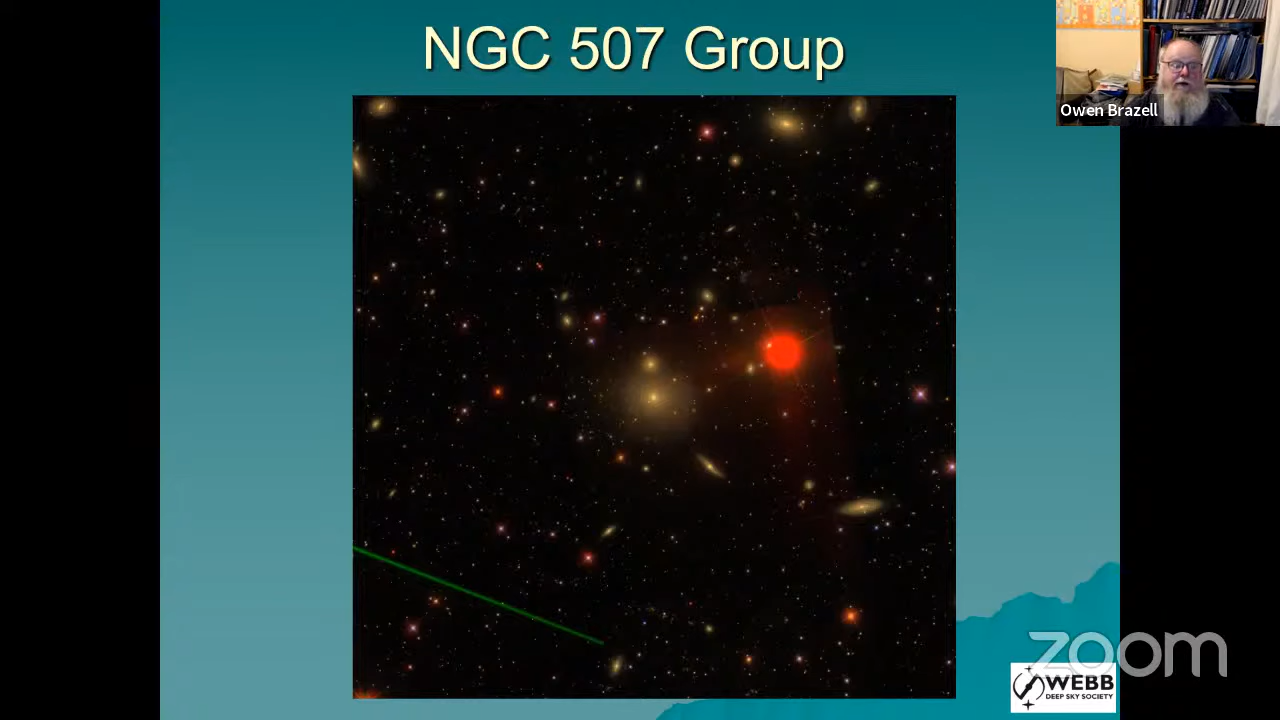 NGC 507 Group
Owen Brazell
zoom
WEBB
DEEP SKY SOCIETY